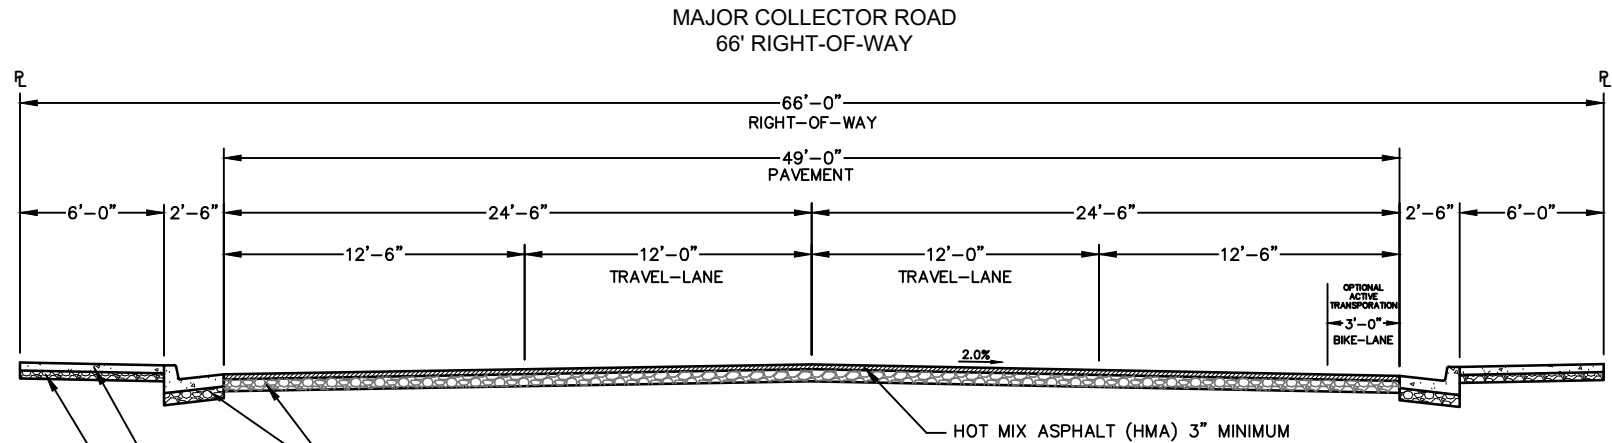 MAJOR COLLECTOR ROAD
66' RIGHT-OF-WAY
PL PL
66'-0"
RIGHT-OF-WAY
49'-0"
PAVEMENT
6'-0" 2'-6" 24'-6" 24'-6" 2'-6" 6'-0"
12'-6" 12'-0" 12'-0" 12'-6"
TRAVEL-LANE TRAVEL-LANE
OPTIONAL
ACTIVE
TRANSPORATION
3'-0"
BIKE-LANE
2.0%
HOT MIX ASPHALT (HMA) 3" MINIMUM